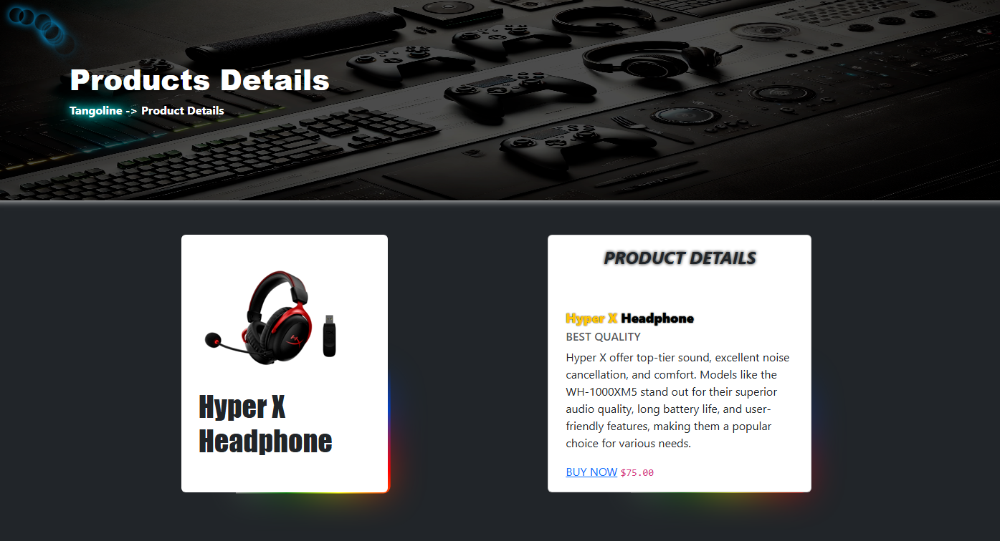 Products Details
Tangoline -> Product Details
Hyper X
Headphone
PRODUCT DETAILS
Hyper X Headphone
BEST QUALITY
Hyper X offer top-tier sound, excellent noise
cancellation, and comfort. Models like the
WH-1000XM5 stand out for their superior
audio quality, long battery life, and user-
friendly features, making them a popular
choice for various needs.
BUY NOW $75.00